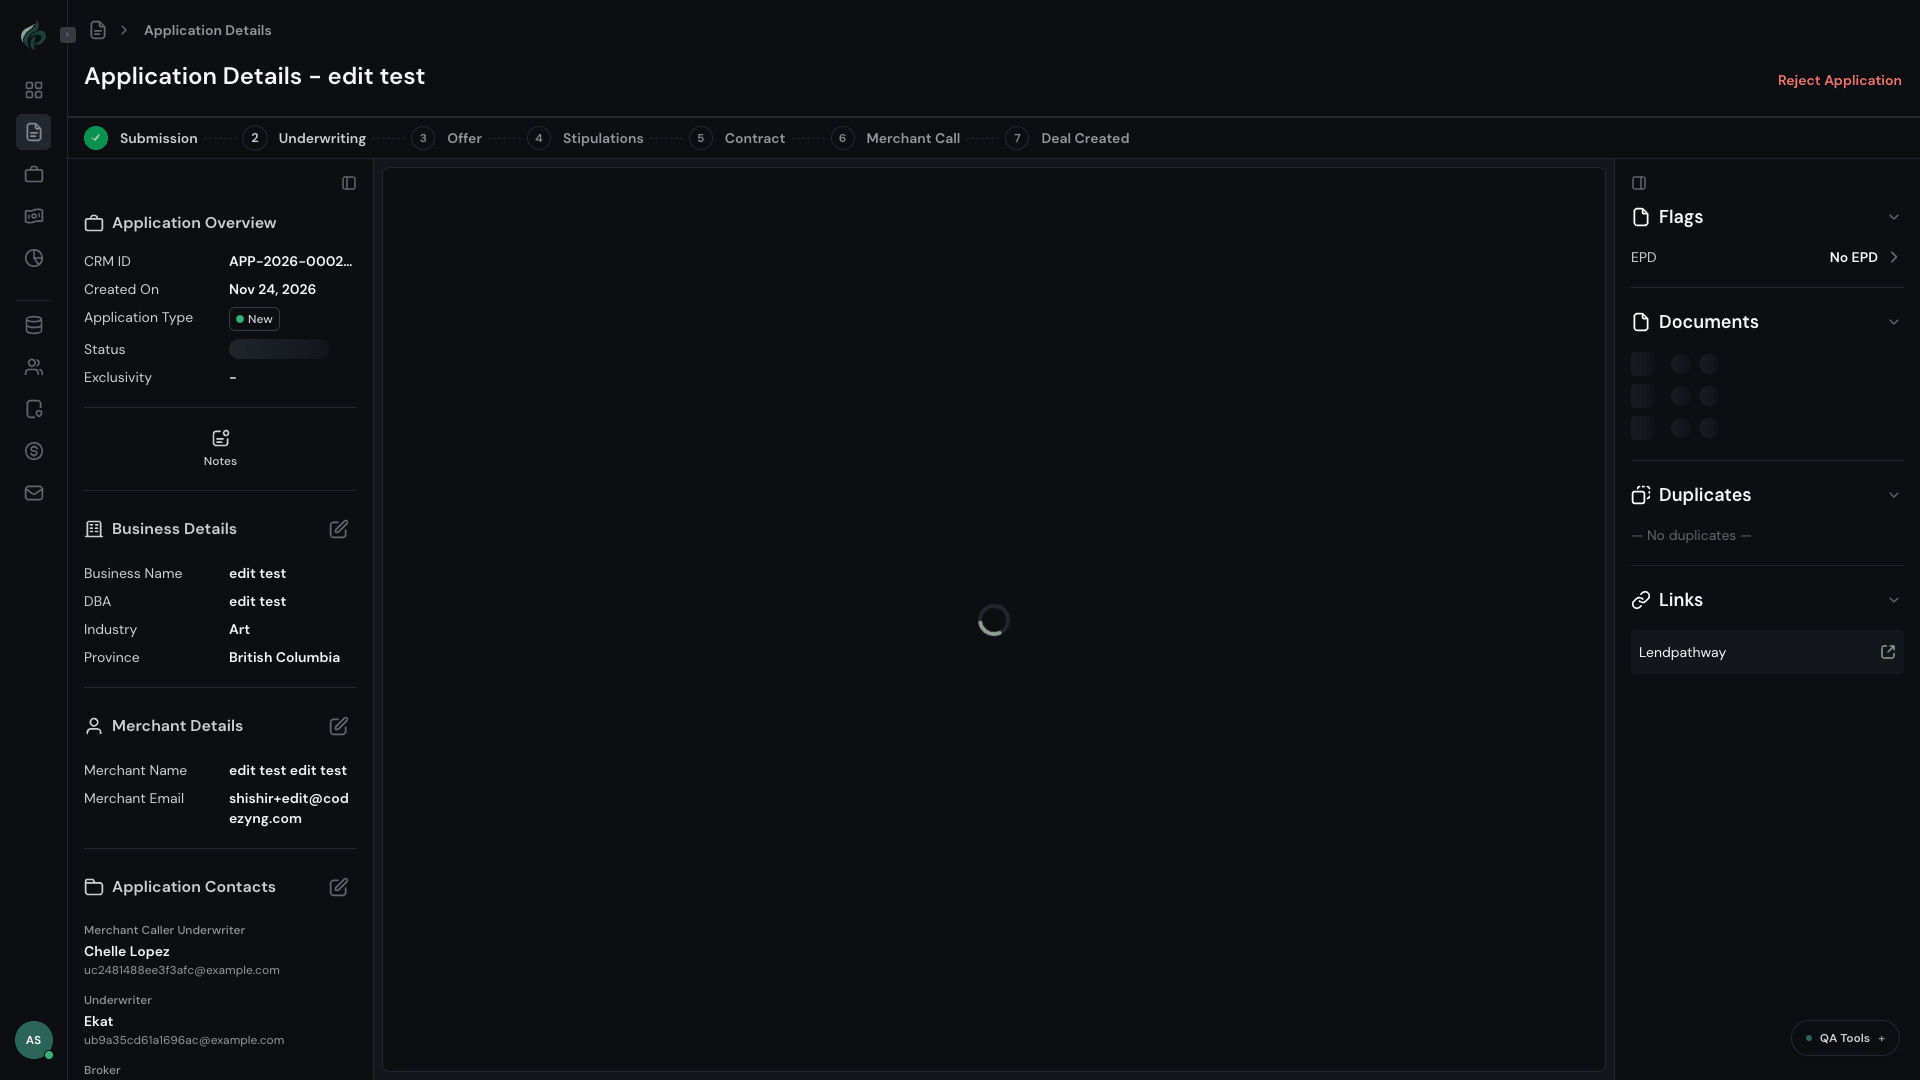 Application Details
Application Details - edit test
Reject Application
Submission
2 Underwriting
3 Offer
4 Stipulations
5 Contract
6 Merchant Call
7 Deal Created
Application Overview
CRM ID APP-2026-0002...
Created On Nov 24, 2026
Application Type New
Status
Exclusivity -
Notes
Business Details
Business Name edit test
DBA edit test
Industry Art
Province British Columbia
Merchant Details
Merchant Name edit test edit test
Merchant Email shishir+edit@cod
ezyng.com
Application Contacts
Merchant Caller Underwriter
Chelle Lopez
uc2481488ee3f3afc@example.com
Underwriter
Ekat
ub9a35cd61a1696ac@example.com
Broker
AS
Flags
EPD No EPD
Documents
Duplicates
— No duplicates —
Links
Lendpathway
QA Tools +